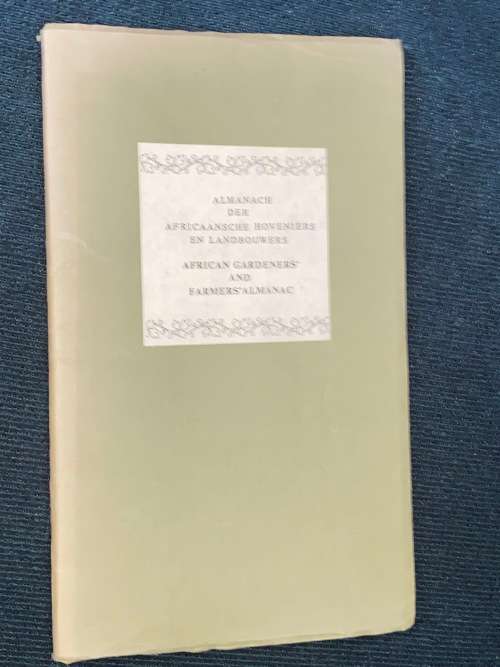 ALMANACH
DER
AFRICAANSCHE HOVENIERS
EN LANDBOUWERS
AFRICAN GARDENERS'
AND
FARMERS' ALMANAC